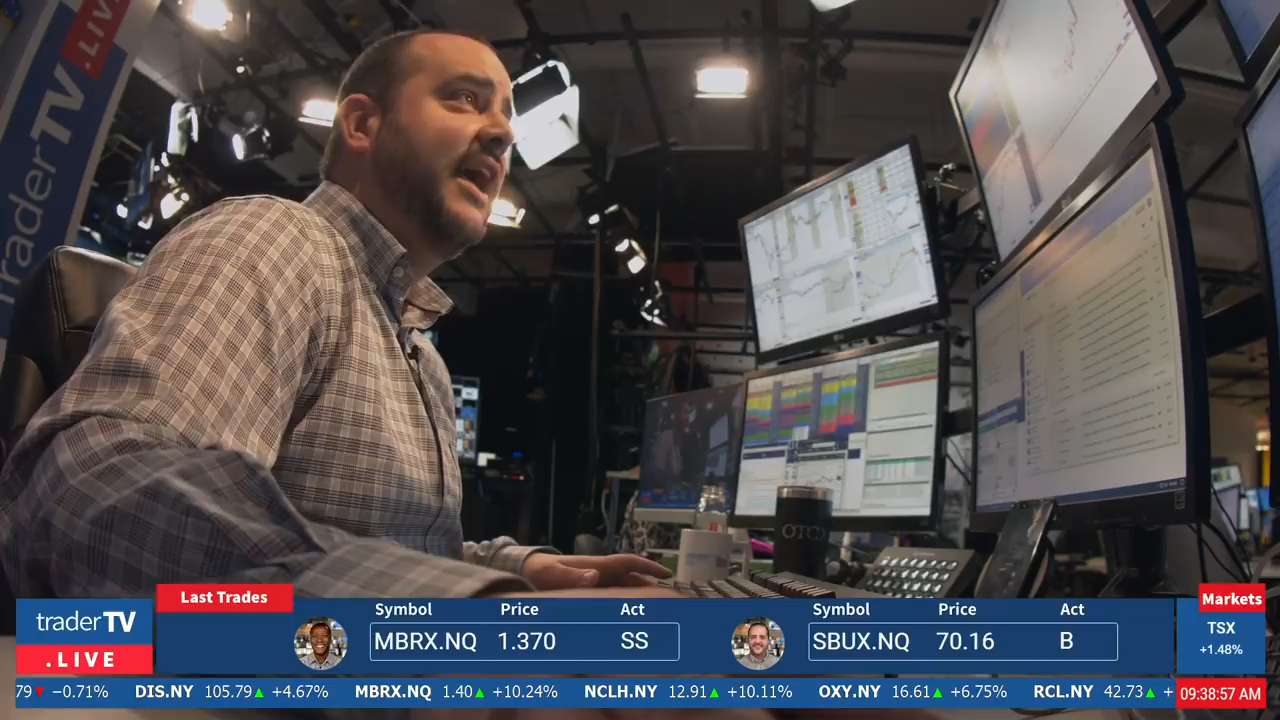 .LIVE
traderTV
OTC
Last Trades
Symbol Price Act
MBRX.NQ 1.370 SS
Symbol Price Act
SBUX.NQ 70.16 B
Markets
TSX
+1.48%
traderTV
.LIVE
79 ▼ −0.71% DIS.NY 105.79 ▲ +4.67% MBRX.NQ 1.40 ▲ +10.24% NCLH.NY 12.91 ▲ +10.11% OXY.NY 16.61 ▲ +6.75% RCL.NY 42.73 ▲ +
09:38:57 AM